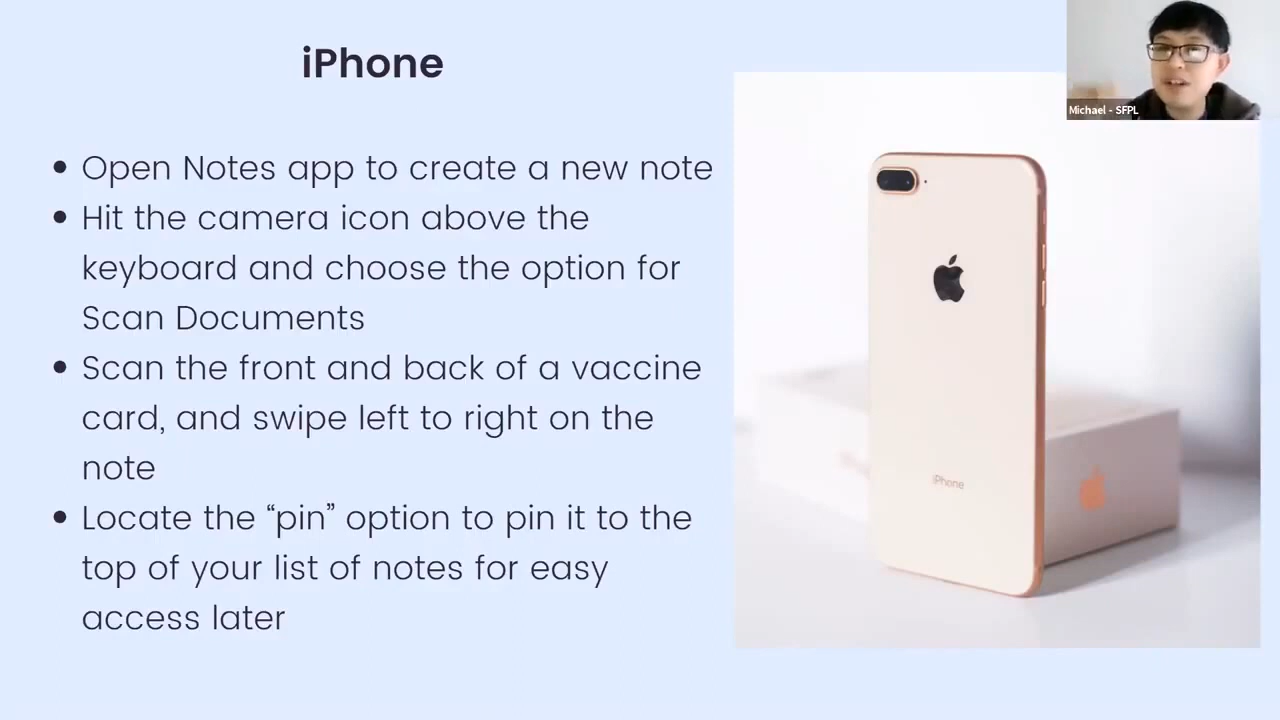 iPhone
Michael - SFPL
• Open Notes app to create a new note
• Hit the camera icon above the
keyboard and choose the option for
Scan Documents
• Scan the front and back of a vaccine
card, and swipe left to right on the
note
• Locate the “pin” option to pin it to the
top of your list of notes for easy
access later
iPhone